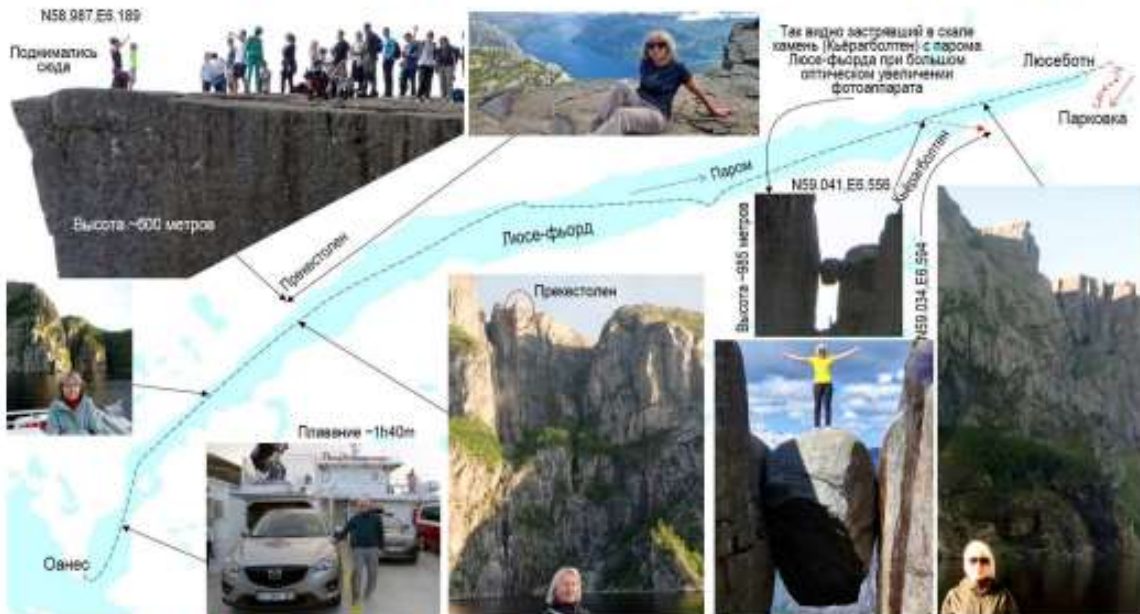 N58.987,E6.189
Поднимались
сюда
Высота ~600 метров
Прекестолен
Так видно застрявший в скале
камень (Кьёрагболтен) с парома
Люсе-фьорда при большом
оптическом увеличении
фотоаппарата
Люсеботн
Парковка
Паром
Люсе-фьорд
N59.041,E6.556
Кьёрагболтен
Высота ~985 метров
N59.034,E6.594
Прекестолен
Плавание ~1h40m
Оанес